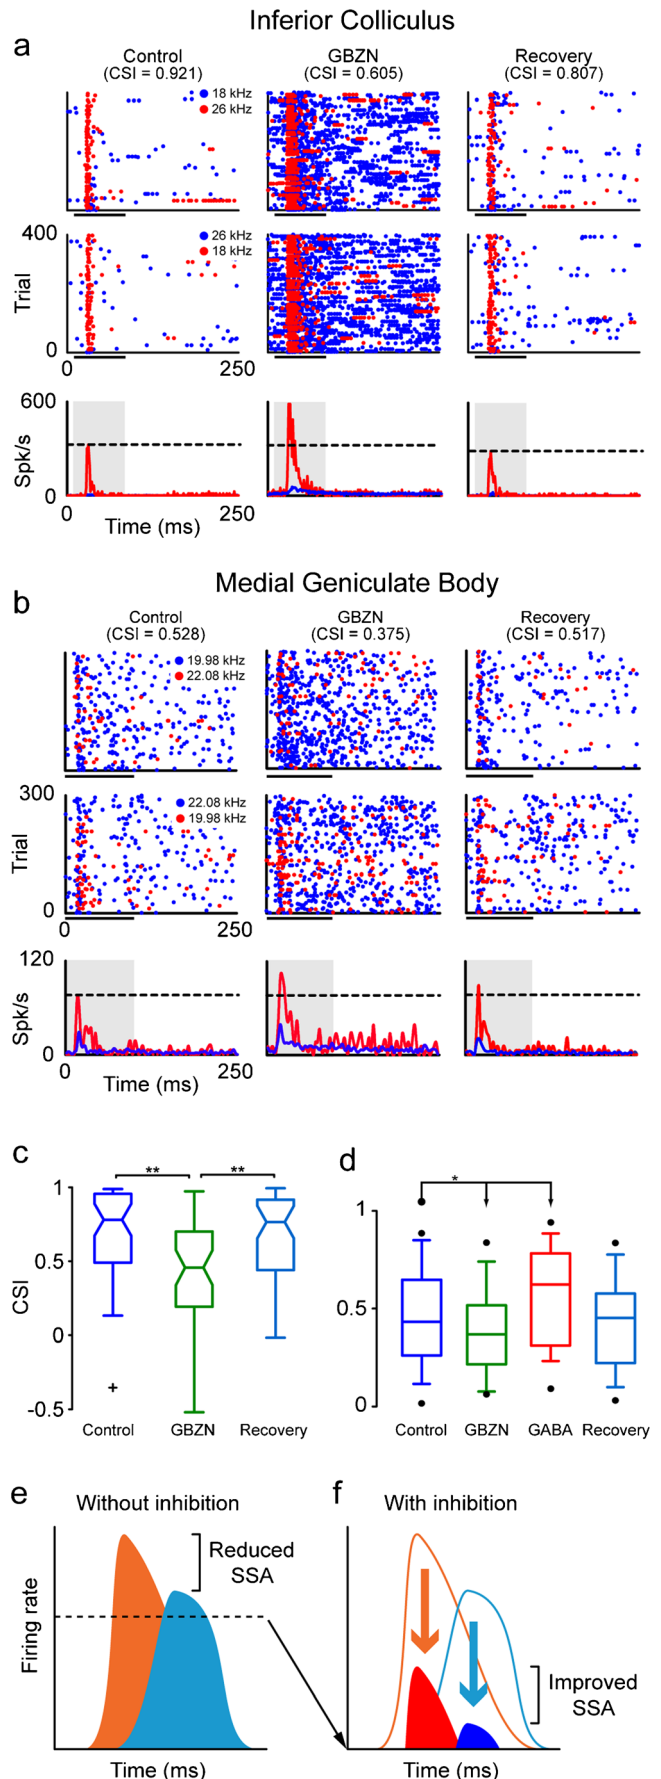 Inferior Colliculus
a
Control
(CSI = 0.921)
GBZN
(CSI = 0.605)
Recovery
(CSI = 0.807)
18 kHz
26 kHz
400
26 kHz
18 kHz
Trial
0
0
250
600
Spk/s
0
0
250
Time (ms)
Medial Geniculate Body
b
Control
(CSI = 0.528)
GBZN
(CSI = 0.375)
Recovery
(CSI = 0.517)
19.98 kHz
22.08 kHz
300
22.08 kHz
19.98 kHz
Trial
0
0
250
120
Spk/s
0
0
250
Time (ms)
c
**
**
1
0.5
CSI
0
-0.5
+
Control
GBZN
Recovery
d
*
1
0.5
0
Control
GBZN
GABA
Recovery
e
Without inhibition
Reduced
SSA
Firing rate
Time (ms)
f
With inhibition
Improved
SSA
Time (ms)